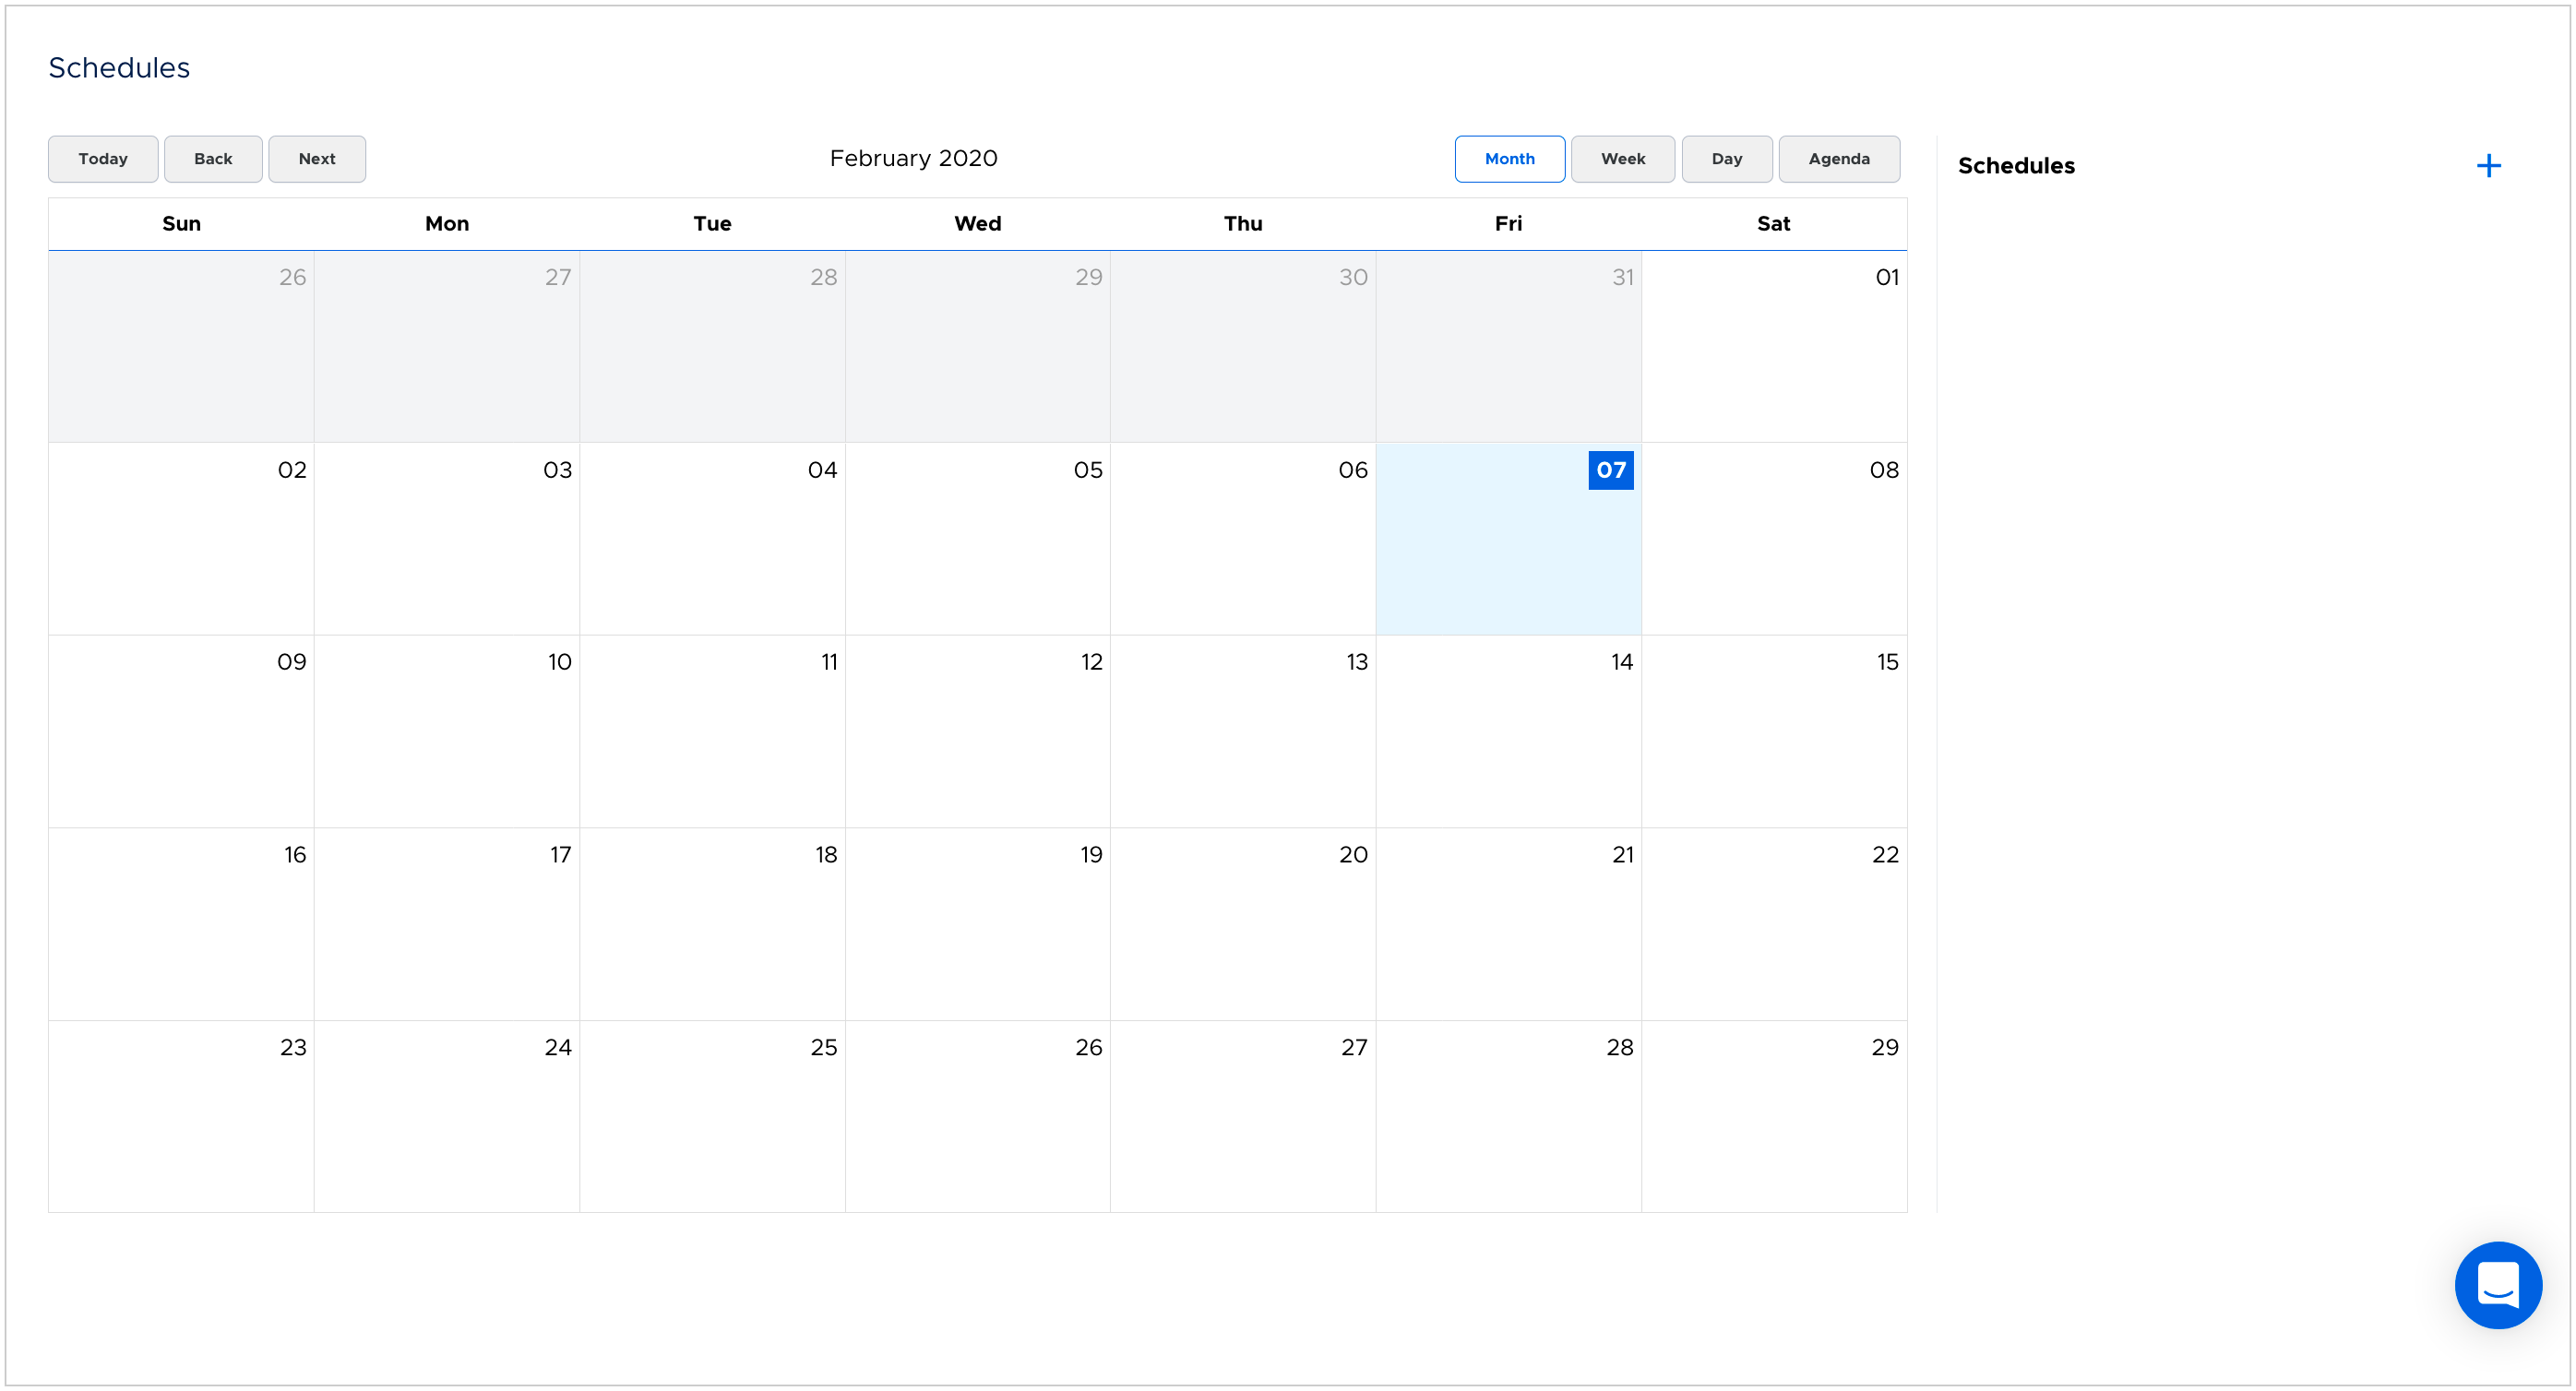 Schedules
Today Back Next February 2020 Month Week Day Agenda
Schedules
Sun Mon Tue Wed Thu Fri Sat
26 27 28 29 30 31 01
02 03 04 05 06 07 08
09 10 11 12 13 14 15
16 17 18 19 20 21 22
23 24 25 26 27 28 29